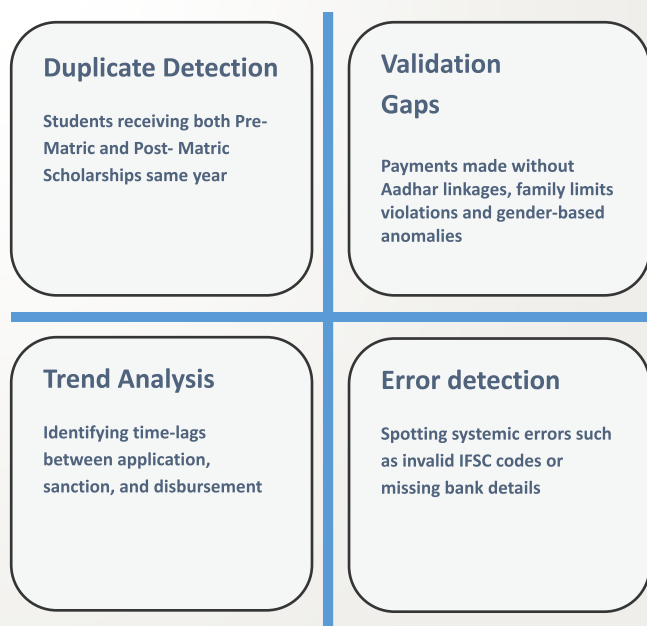 Duplicate Detection
Students receiving both Pre-
Matric and Post- Matric
Scholarships same year
Validation
Gaps
Payments made without
Aadhar linkages, family limits
violations and gender-based
anomalies
Trend Analysis
Identifying time-lags
between application,
sanction, and disbursement
Error detection
Spotting systemic errors such
as invalid IFSC codes or
missing bank details